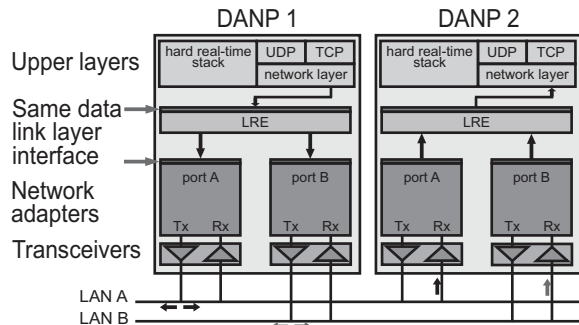 DANP 1
DANP 2
Upper layers
hard real-time
stack
UDP
TCP
network layer
hard real-time
stack
UDP
TCP
network layer
Same data
link layer
interface
LRE
LRE
Network
adapters
port A
Tx
Rx
port B
Tx
Rx
port A
Tx
Rx
port B
Tx
Rx
Transceivers
LAN A
LAN B